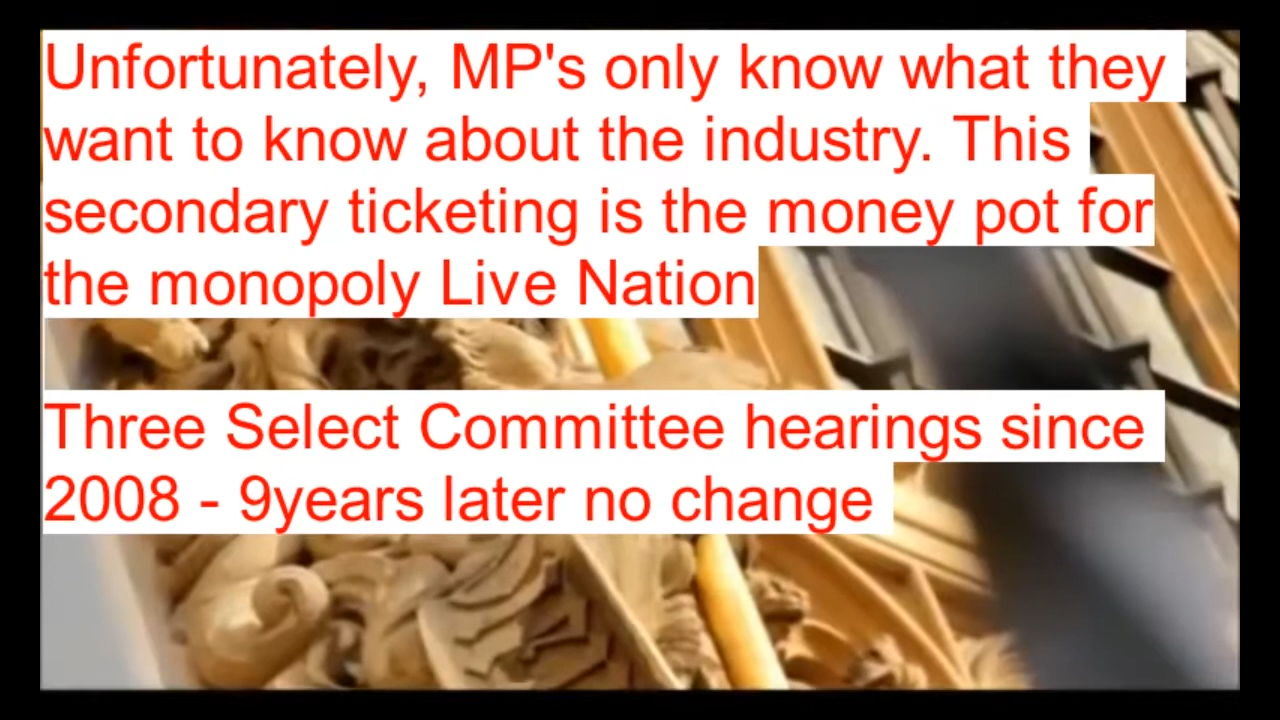 Unfortunately, MP's only know what they
want to know about the industry. This
secondary ticketing is the money pot for
the monopoly Live Nation
Three Select Committee hearings since
2008 - 9years later no change